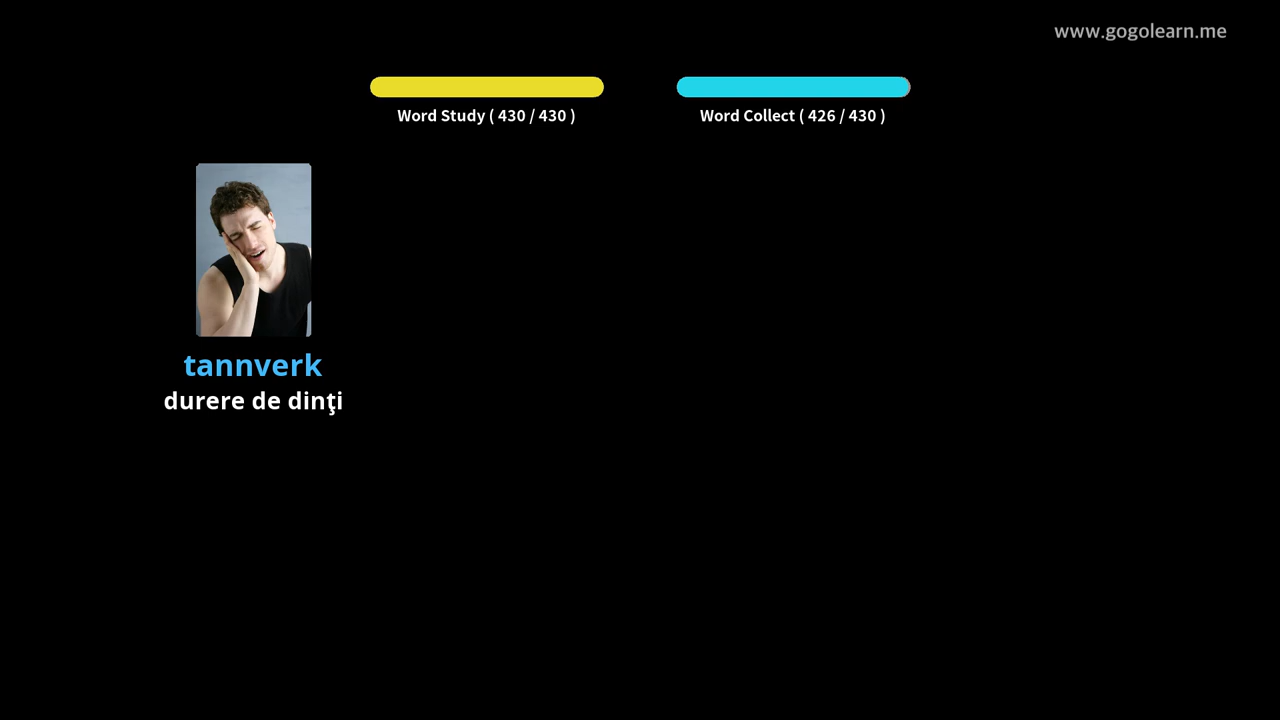 www.gogolearn.me
Word Study ( 430 / 430 )
Word Collect ( 426 / 430 )
tannverk
durere de dinţi